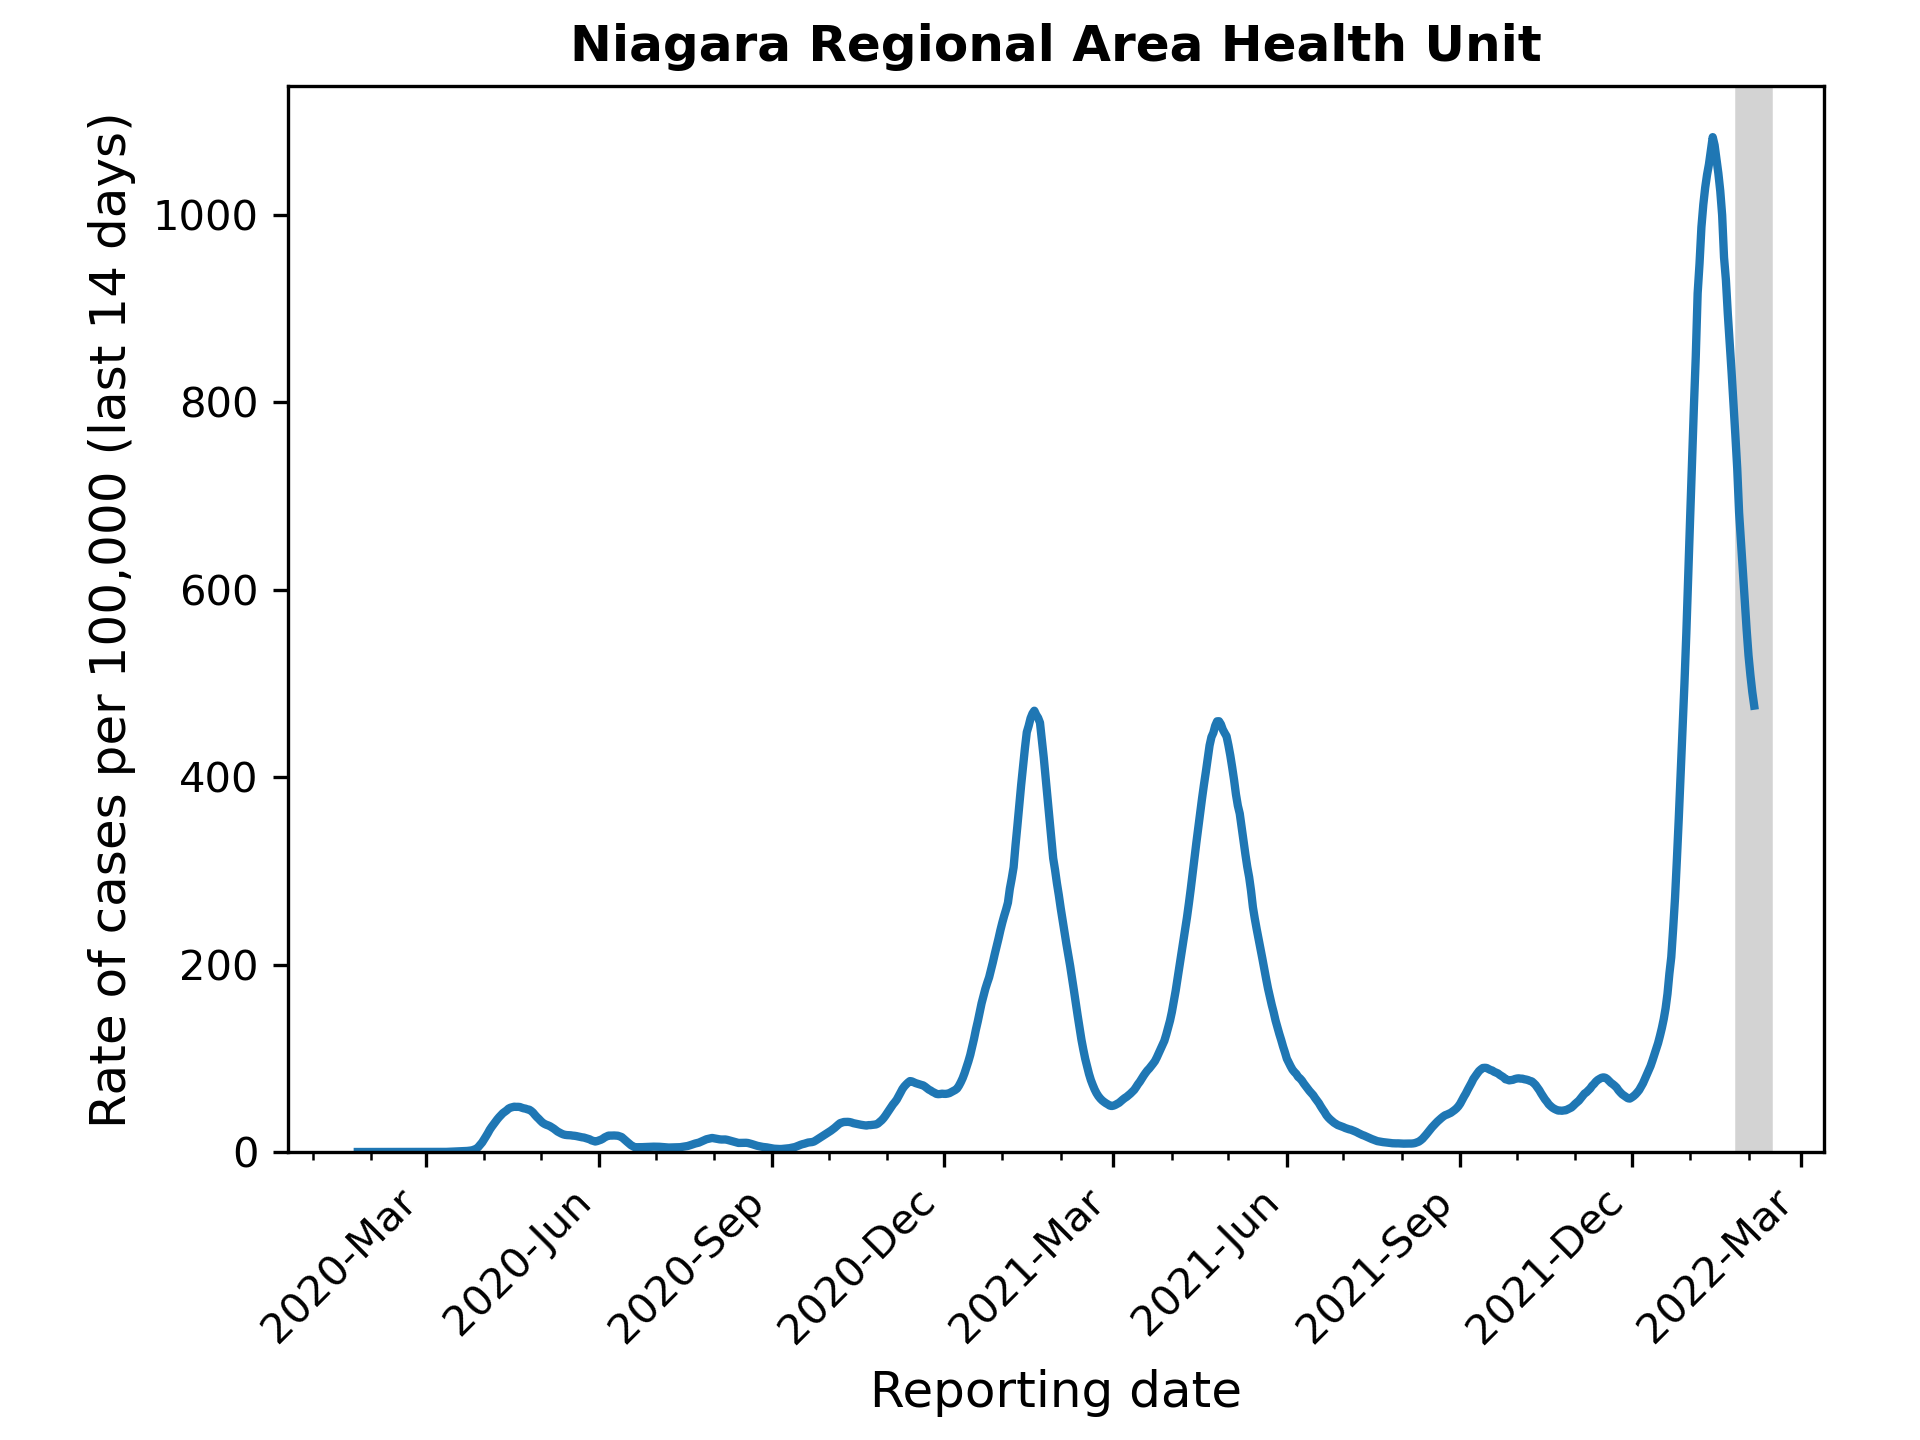 Niagara Regional Area Health Unit
Rate of cases per 100,000 (last 14 days)
1000
800
600
400
200
0
2020-Mar
2020-Jun
2020-Sep
2020-Dec
2021-Mar
2021-Jun
2021-Sep
2021-Dec
2022-Mar
Reporting date